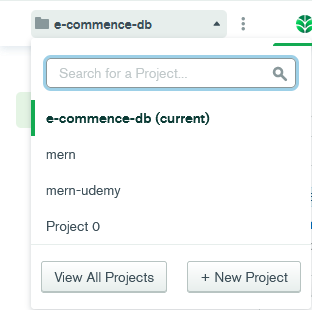 e-commence-db
Search for a Project...
e-commence-db (current)
mern
mern-udemy
Project 0
View All Projects
+ New Project